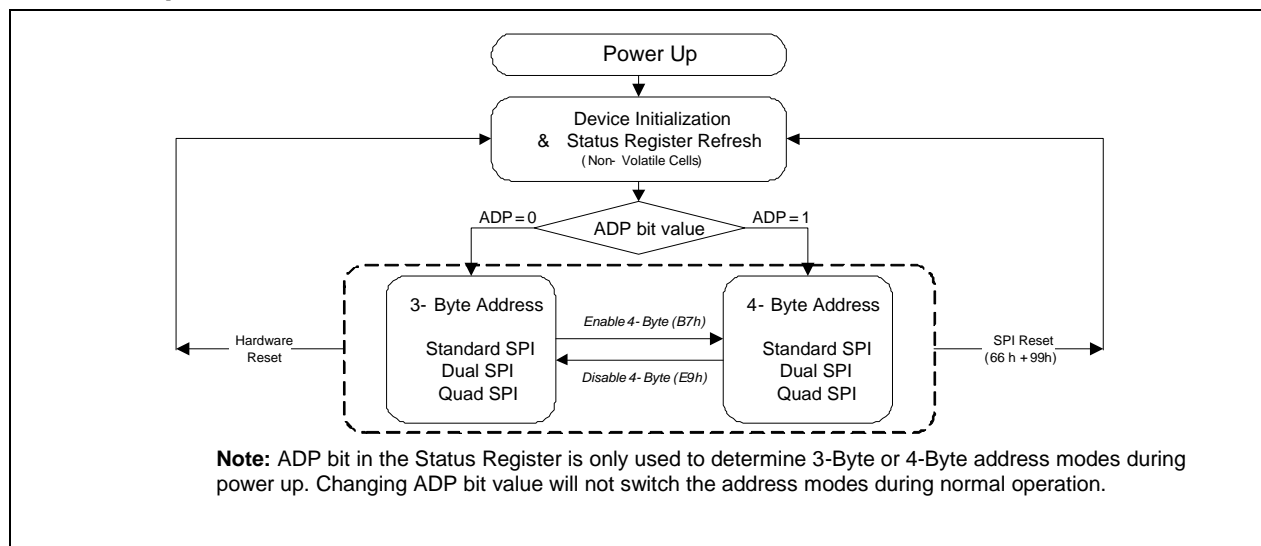 Power Up
Device Initialization
& Status Register Refresh
( Non- Volatile Cells)
ADP = 0
ADP bit value
ADP = 1
3- Byte Address
Standard SPI
Dual SPI
Quad SPI
Enable 4- Byte (B7h)
Disable 4- Byte (E9h)
4- Byte Address
Standard SPI
Dual SPI
Quad SPI
Hardware
Reset
SPI Reset
(66 h + 99h)
Note: ADP bit in the Status Register is only used to determine 3-Byte or 4-Byte address modes during
power up. Changing ADP bit value will not switch the address modes during normal operation.